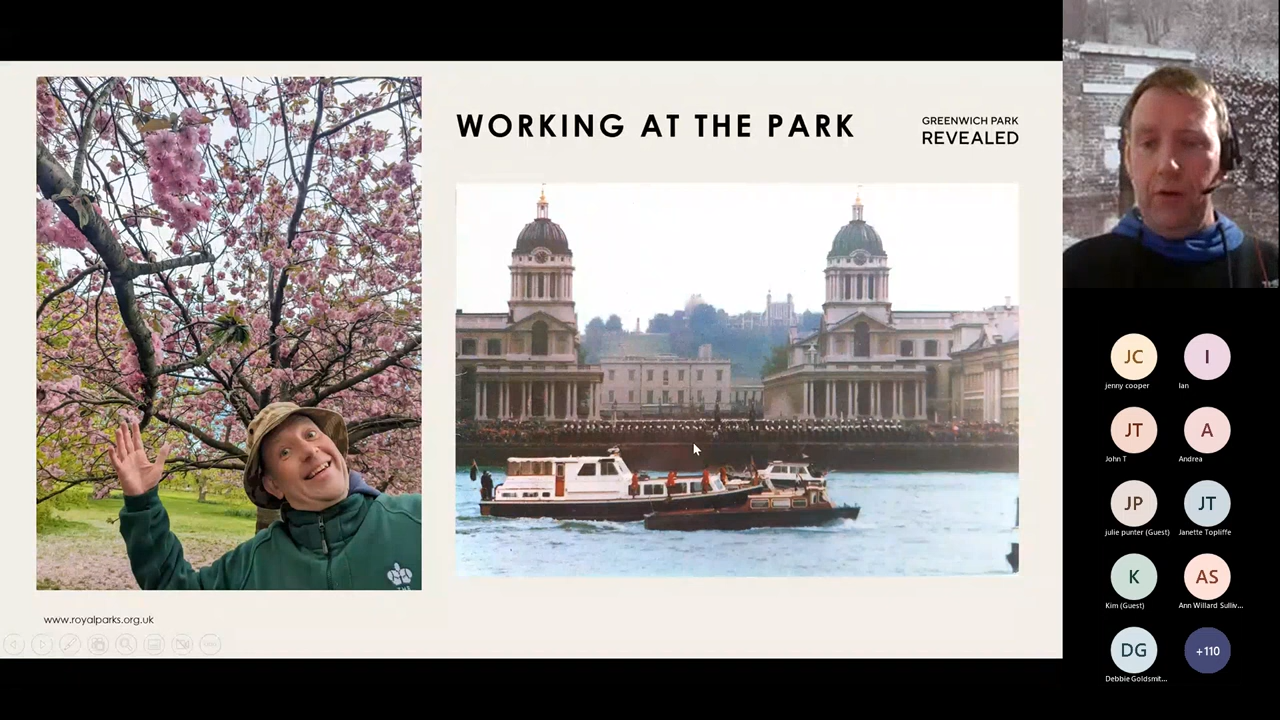 WORKING AT THE PARK
GREENWICH PARK
REVEALED
www.royalparks.org.uk
JC
jenny cooper
I
Ian
JT
John T
A
Andrea
JP
julie punter (Guest)
JT
Janette Topliffe
K
Kim (Guest)
AS
Ann Willard Sulliv...
DG
Debbie Goldsmit...
+110